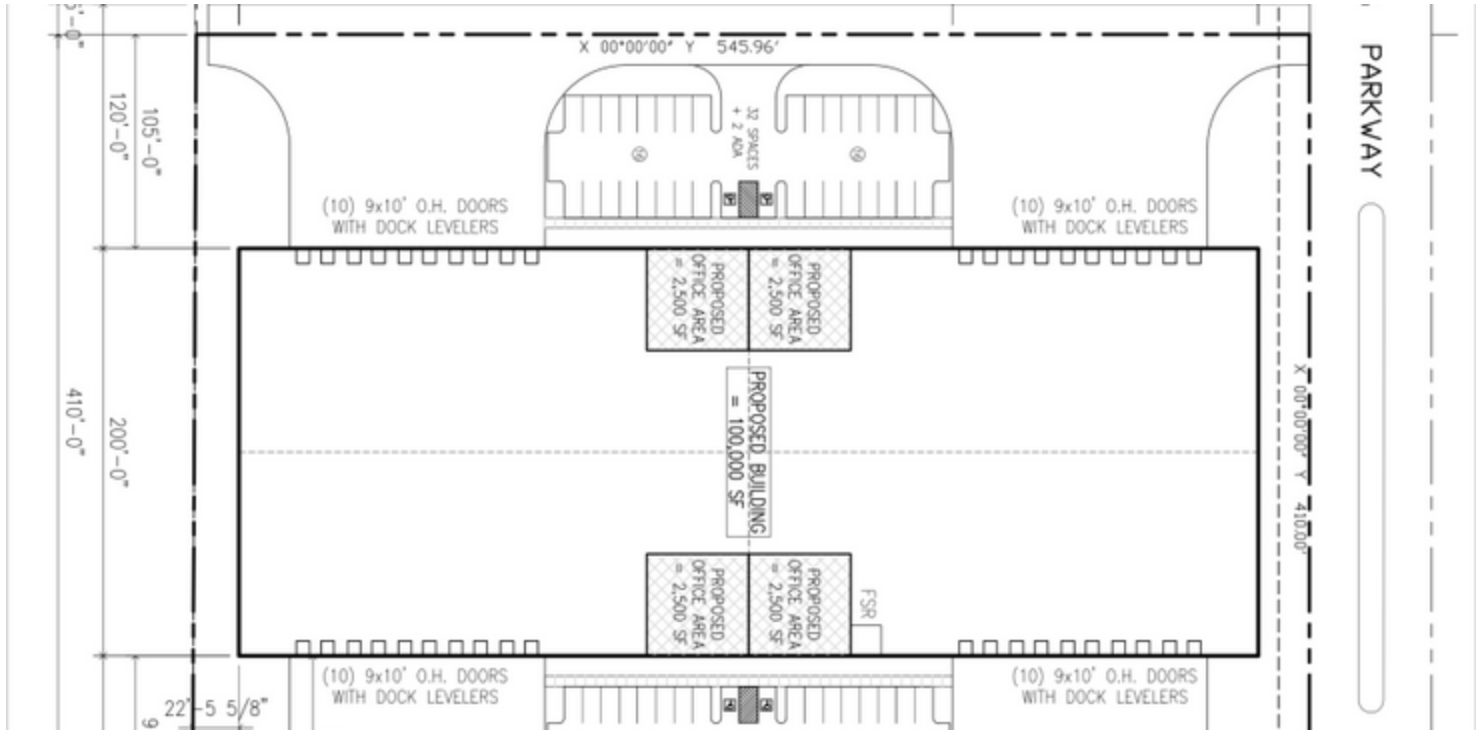 X 00°00'00" Y 545.96'
PARKWAY
120'-0"
105'-0"
32 SPACES
+ 2 ADA
(10) 9x10' O.H. DOORS
WITH DOCK LEVELERS
(10) 9x10' O.H. DOORS
WITH DOCK LEVELERS
PROPOSED
OFFICE AREA
= 2,500 SF
PROPOSED
OFFICE AREA
= 2,500 SF
410'-0"
200'-0"
PROPOSED BUILDING
= 100,000 SF
X 00°00'00" Y 410.00'
PROPOSED
OFFICE AREA
= 2,500 SF
PROPOSED
OFFICE AREA
= 2,500 SF
FSR
(10) 9x10' O.H. DOORS
WITH DOCK LEVELERS
(10) 9x10' O.H. DOORS
WITH DOCK LEVELERS
22'-5 5/8"
9